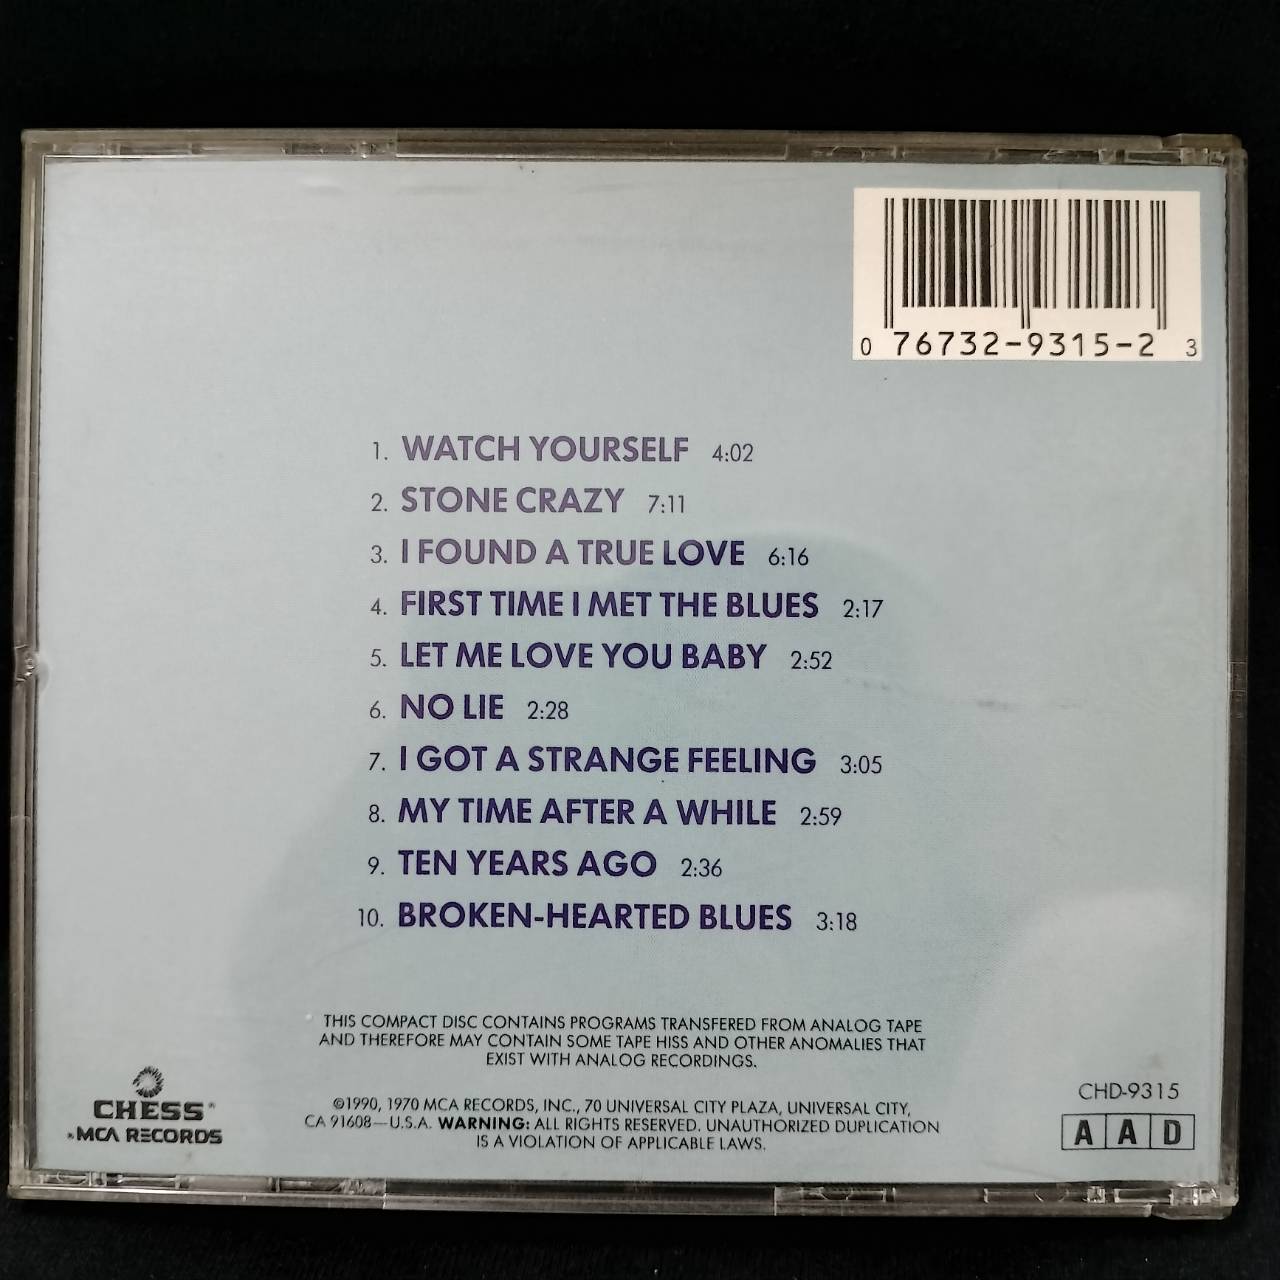 0 76732-9315-2 3
1. WATCH YOURSELF 4:02
2. STONE CRAZY 7:11
3. I FOUND A TRUE LOVE 6:16
4. FIRST TIME I MET THE BLUES 2:17
5. LET ME LOVE YOU BABY 2:52
6. NO LIE 2:28
7. I GOT A STRANGE FEELING 3:05
8. MY TIME AFTER A WHILE 2:59
9. TEN YEARS AGO 2:36
10. BROKEN-HEARTED BLUES 3:18
THIS COMPACT DISC CONTAINS PROGRAMS TRANSFERED FROM ANALOG TAPE
AND THEREFORE MAY CONTAIN SOME TAPE HISS AND OTHER ANOMALIES THAT
EXIST WITH ANALOG RECORDINGS.
CHESS®
MCA RECORDS
©1990, 1970 MCA RECORDS, INC., 70 UNIVERSAL CITY PLAZA, UNIVERSAL CITY,
CA 91608—U.S.A. WARNING: ALL RIGHTS RESERVED. UNAUTHORIZED DUPLICATION
IS A VIOLATION OF APPLICABLE LAWS.
CHD-9315
A A D